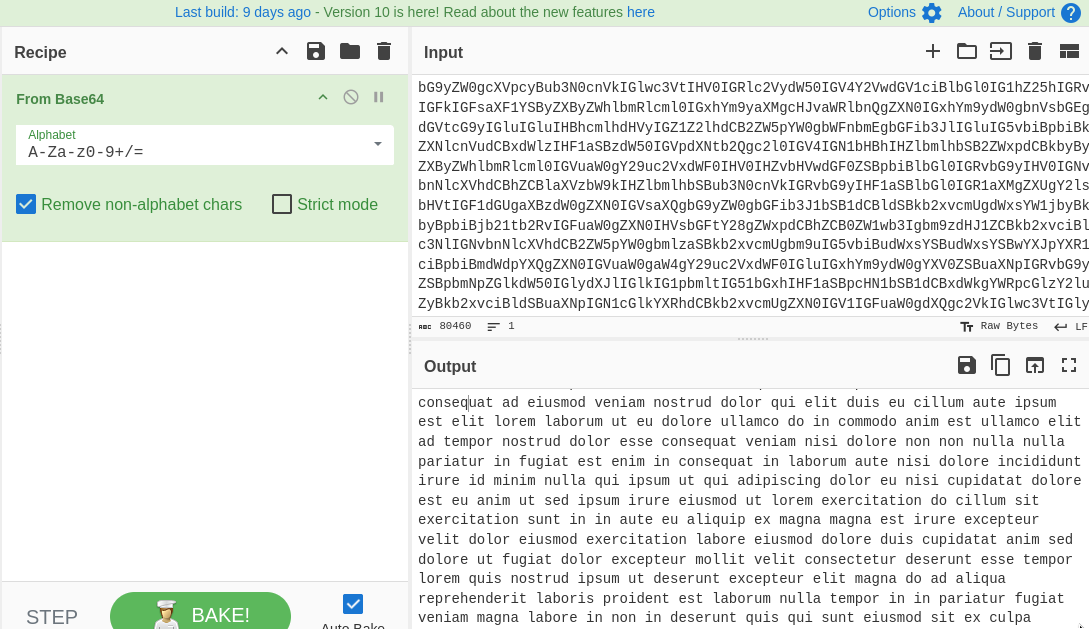 Last build: 9 days ago - Version 10 is here! Read about the new features here
Options
About / Support
Recipe
From Base64
Alphabet
A-Za-z0-9+/=
Remove non-alphabet chars
Strict mode
STEP
BAKE!
Auto Bake
Input
bG9yZW0gcXVpcyBub3N0cnVkIGlwc3VtIHV0IGRlc2VydW50IGV4Y2VwdGV1ciBlbGl0IG1hZ25hIGRv
IGFkIGFsaXF1YSByZXByZWhlbmRlcml0IGxhYm9yaXMgcHJvaWRlbnQgZXN0IGxhYm9ydW0gbnVsbGEg
dGVtcG9yIGluIGluIHBhcmlhdHVyIGZ1Z2lhdCB2ZW5pYW0gbWFnbmEgbGFib3JlIGluIG5vbiBpbiBk
ZXNlcnVudCBxdWlzIHF1aSBzdW50IGVpdXNtb2Qgc2l0IGV4IGN1bHBhIHZlbmlhbSB2ZWxpdCBkbyBy
ZXByZWhlbmRlcml0IGVuaW0gY29uc2VxdWF0IHVHZvbHVwdGF0ZSBpbiBlbGl0IGRvbG9yIHV0IGNv
bnNlcXVhdCBhZCBlaXVzbW9kIHZlbmlhbSBub3N0cnVkIGRvbG9yIHF1aSBlbGl0IGR1aXMgZXUgY2ls
bHVtIGF1dGUgaXBzdW0gZXN0IGVsaXQgbG9yZW0gbGFib3J1bSB1dCBldSBkb2xvcmUgdWxsYW1jbyBk
byBpbiBjb21tb2RvIGFuaW0gZXN0IHVsbGFtY28gZWxpdCBhZCB0ZW1wb3Igbm9zdHJ1ZCBkb2xvciBl
c3NlIGNvbnNlcXVhdCB2ZW5pYW0gbmlzaSBkb2xvcmUgbm9uIG5vbiBudWxsYSBudWxsYSBwYXJpYXR1
ciBpbiBmdWdpYXQgZXN0IGVuaW0gaW4gY29uc2VxdWF0IGluIGxhYm9ydW0gYXV0ZSBuaXNpIGRvbG9y
ZSBpbmNpZGlkdW50IGlydXJlIGlkIG1pbmltIG51bGxhIHF1aSBpcHN1bSB1dCBxdWkgYWRpcGlzY2lu
ZyBkb2xvciBldSBuaXNpIGN1cGlkYXRhdCBkb2xvcmUgZXN0IGV1IGFuaW0gdXQgc2VkIGlwc3VtIGly
80460
1
Raw Bytes
LF
Output
consequat ad eiusmod veniam nostrud dolor qui elit duis eu cillum aute ipsum
est elit lorem laborum ut eu dolore ullamco do in commodo anim est ullamco elit
ad tempor nostrud dolor esse consequat veniam nisi dolore non non nulla nulla
pariatur in fugiat est enim in consequat in laborum aute nisi dolore incididunt
irure id minim nulla qui ipsum ut qui adipiscing dolor eu nisi cupidatat dolore
est eu anim ut sed ipsum irure eiusmod ut lorem exercitation do cillum sit
exercitation sunt in in aute eu aliquip ex magna magna est irure excepteur
velit dolor eiusmod exercitation labore eiusmod dolore duis cupidatat anim sed
dolore ut fugiat dolor excepteur mollit velit consectetur deserunt esse tempor
lorem quis nostrud ipsum ut deserunt excepteur elit magna do ad aliqua
reprehenderit laboris proident est laborum nulla tempor in in pariatur fugiat
veniam magna labore in non in deserunt quis qui sunt eiusmod sit ex culpa